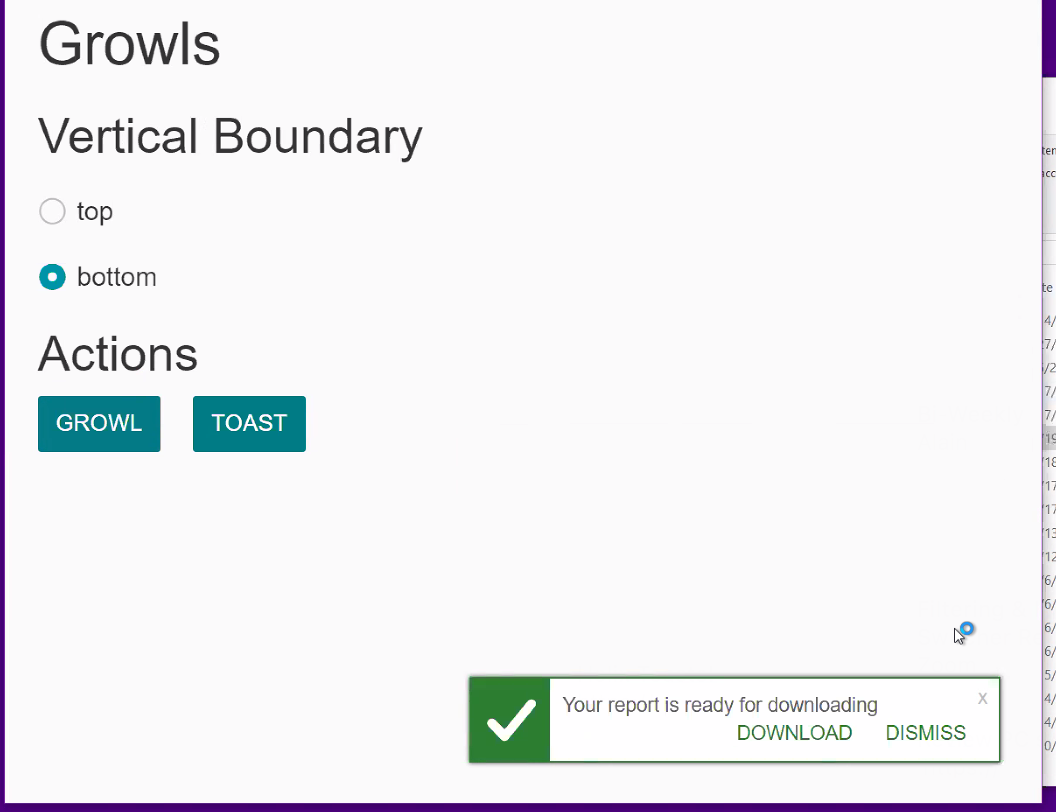 Growls
Vertical Boundary
top
bottom
Actions
GROWL
TOAST
Your report is ready for downloading
x
DOWNLOAD
DISMISS